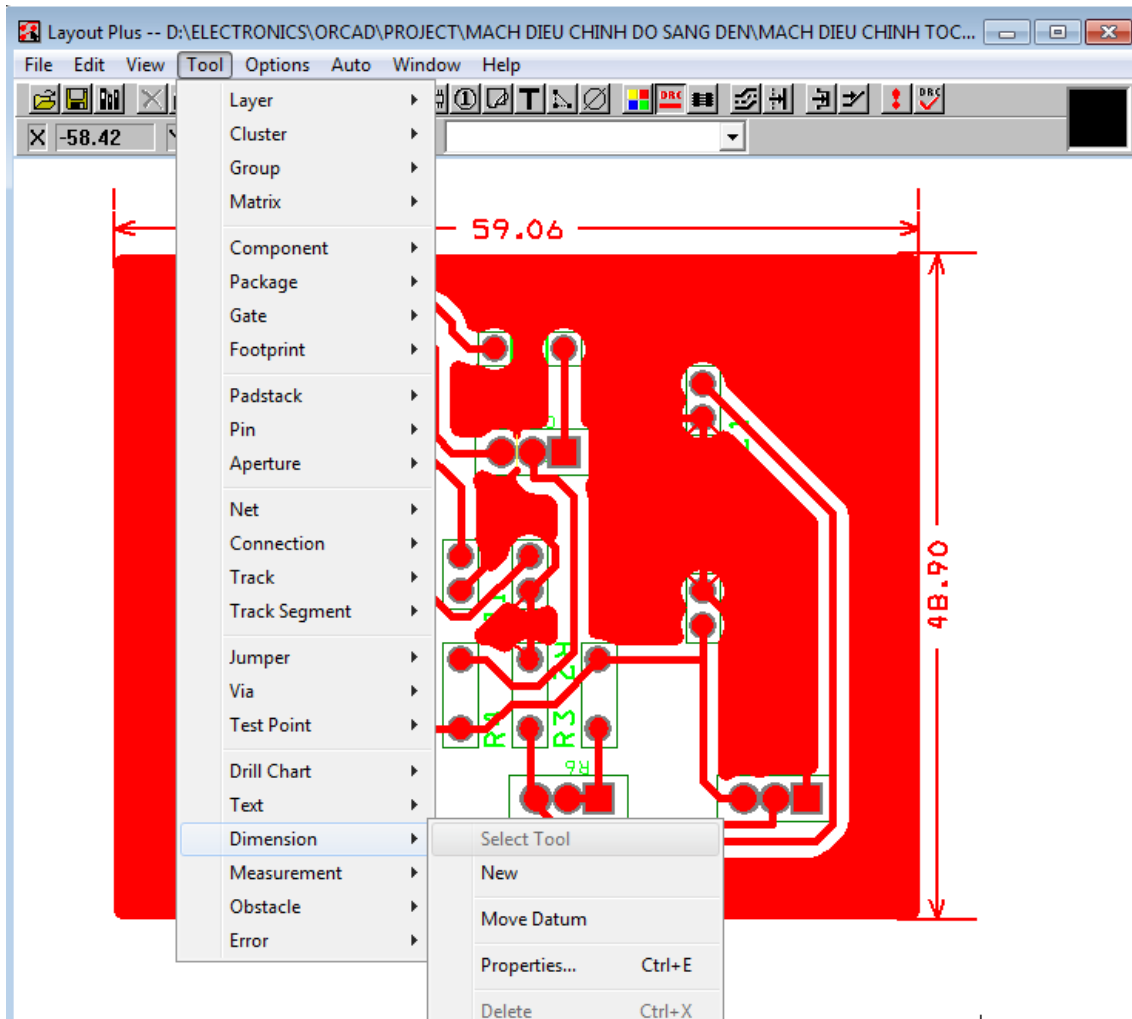 Layout Plus -- D:\ELECTRONICS\ORCAD\PROJECT\MACH DIEU CHINH DO SANG DEN\MACH DIEU CHINH TOC...
File Edit View Tool Options Auto Window Help
X -58.42
Layer
Cluster
Group
Matrix
Component
Package
Gate
Footprint
Padstack
Pin
Aperture
Net
Connection
Track
Track Segment
Jumper
Via
Test Point
Drill Chart
Text
Dimension
Measurement
Obstacle
Error
Select Tool
New
Move Datum
Properties... Ctrl+E
Delete Ctrl+X
59.06
48.90
R2
R4
R3
R6